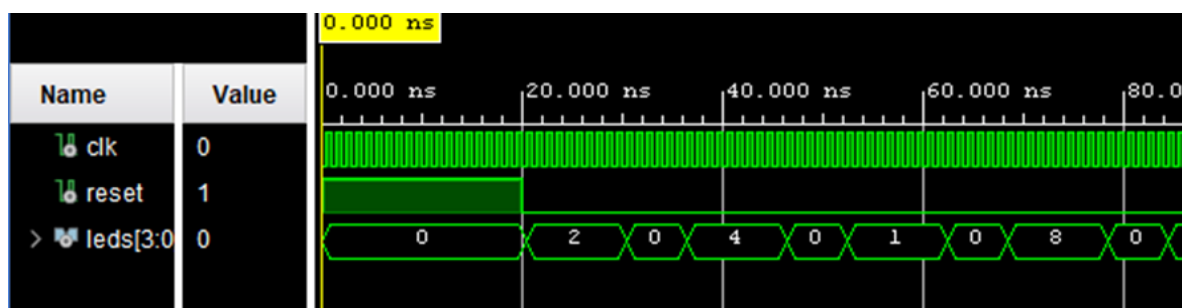 0.000 ns
Name Value 0.000 ns 20.000 ns 40.000 ns 60.000 ns 80.0
clk 0
reset 1
leds[3:0 0 0 2 0 4 0 1 0 8 0